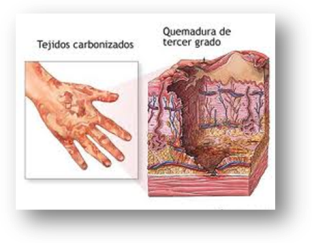 Tejidos carbonizados
Quemadura de
tercer grado